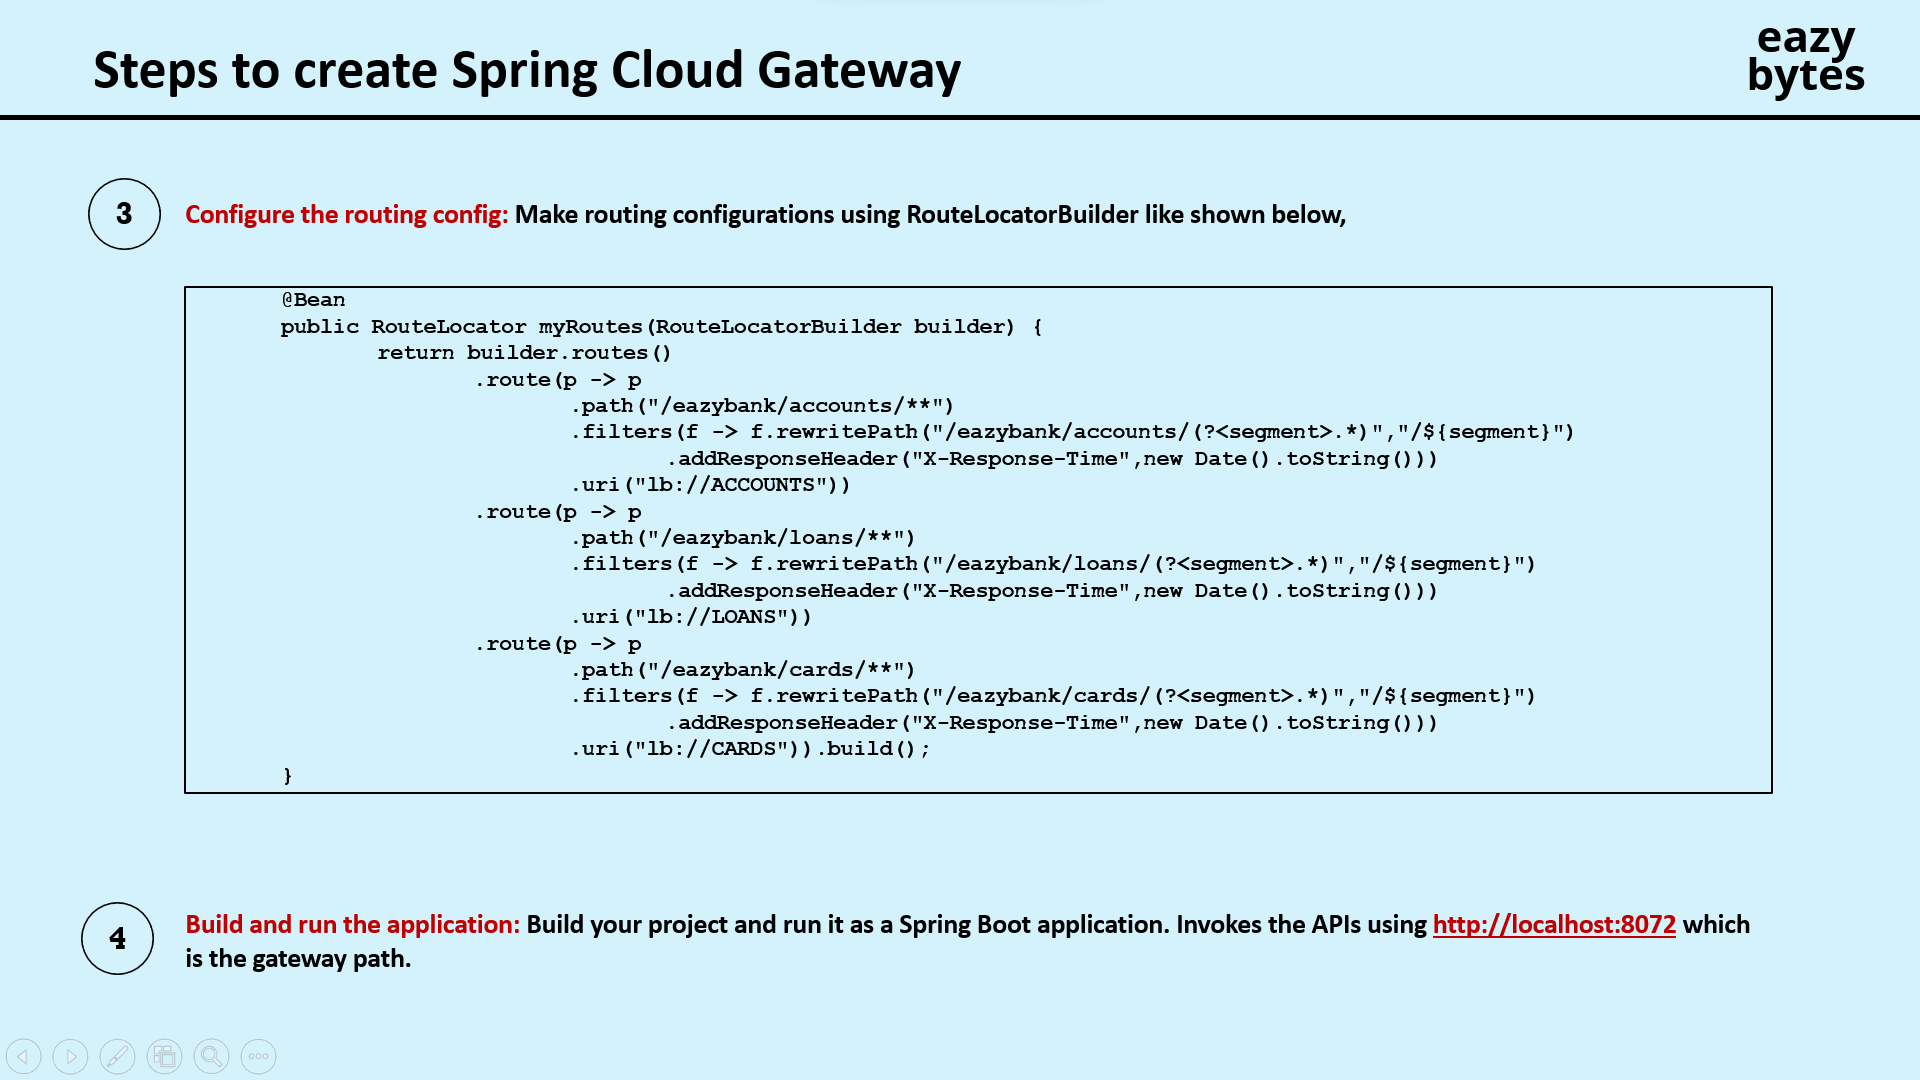 Steps to create Spring Cloud Gateway
eazy
bytes
3
Configure the routing config: Make routing configurations using RouteLocatorBuilder like shown below,
@Bean
public RouteLocator myRoutes(RouteLocatorBuilder builder) {
return builder.routes()
.route(p -> p
.path("/eazybank/accounts/**")
.filters(f -> f.rewritePath("/eazybank/accounts/(?<segment>.*)","/${segment}")
.addResponseHeader("X-Response-Time",new Date().toString()))
.uri("lb://ACCOUNTS"))
.route(p -> p
.path("/eazybank/loans/**")
.filters(f -> f.rewritePath("/eazybank/loans/(?<segment>.*)","/${segment}")
.addResponseHeader("X-Response-Time",new Date().toString()))
.uri("lb://LOANS"))
.route(p -> p
.path("/eazybank/cards/**")
.filters(f -> f.rewritePath("/eazybank/cards/(?<segment>.*)","/${segment}")
.addResponseHeader("X-Response-Time",new Date().toString()))
.uri("lb://CARDS")).build();
}
4
Build and run the application: Build your project and run it as a Spring Boot application. Invokes the APIs using http://localhost:8072 which
is the gateway path.